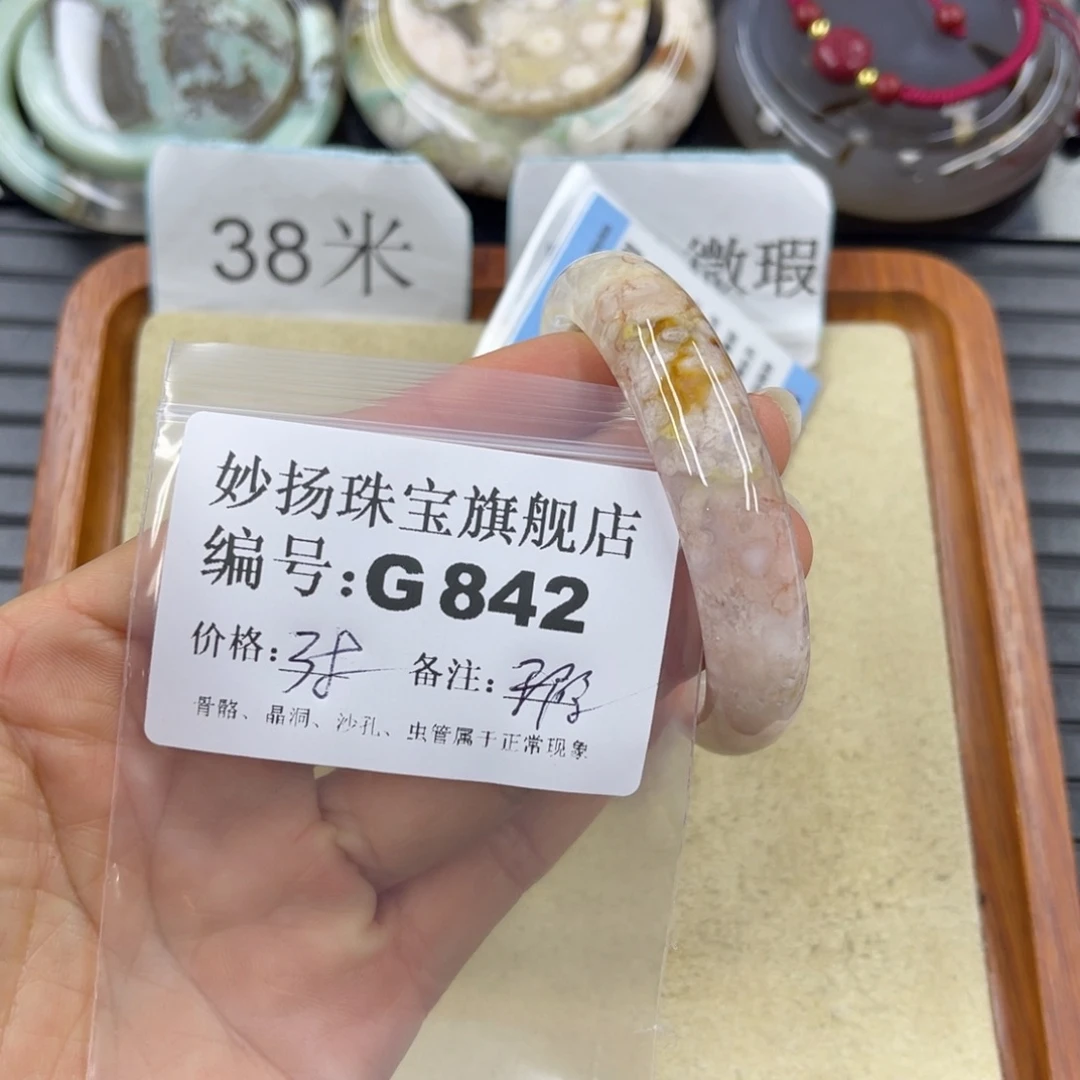 38米
微瑕
妙扬珠宝旗舰店
编号:G842
价格:38 备注:
骨骼、晶洞、沙孔、虫管属于正常现象